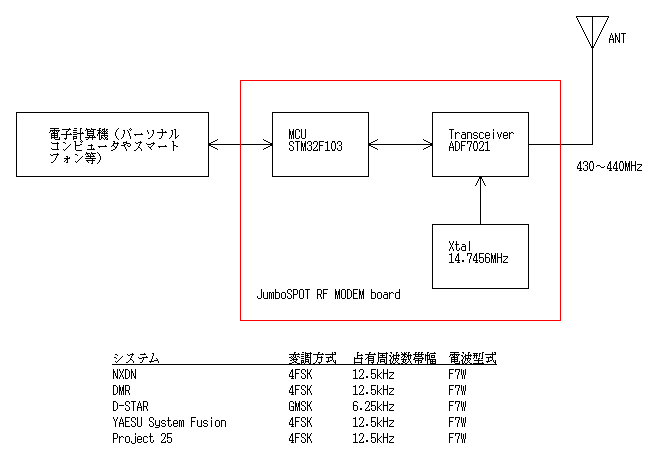 ANT
電子計算機（パーソナル
コンピュータやスマート
フォン等）
MCU
STM32F103
Transceiver
ADF7021
430～440MHz
Xtal
14.7456MHz
JumboSPOT RF MODEM board
システム 変調方式 占有周波数帯幅 電波型式
NXDN 4FSK 12.5kHz F7W
DMR 4FSK 12.5kHz F7W
D-STAR GMSK 6.25kHz F7W
YAESU System Fusion 4FSK 12.5kHz F7W
Project 25 4FSK 12.5kHz F7W